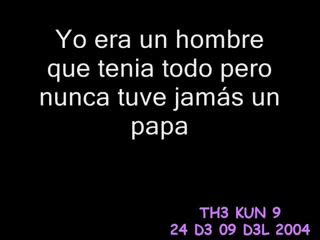 Yo era un hombre
que tenia todo pero
nunca tuve jamás un
papa
TH3 KUN 9
24 D3 09 D3L 2004